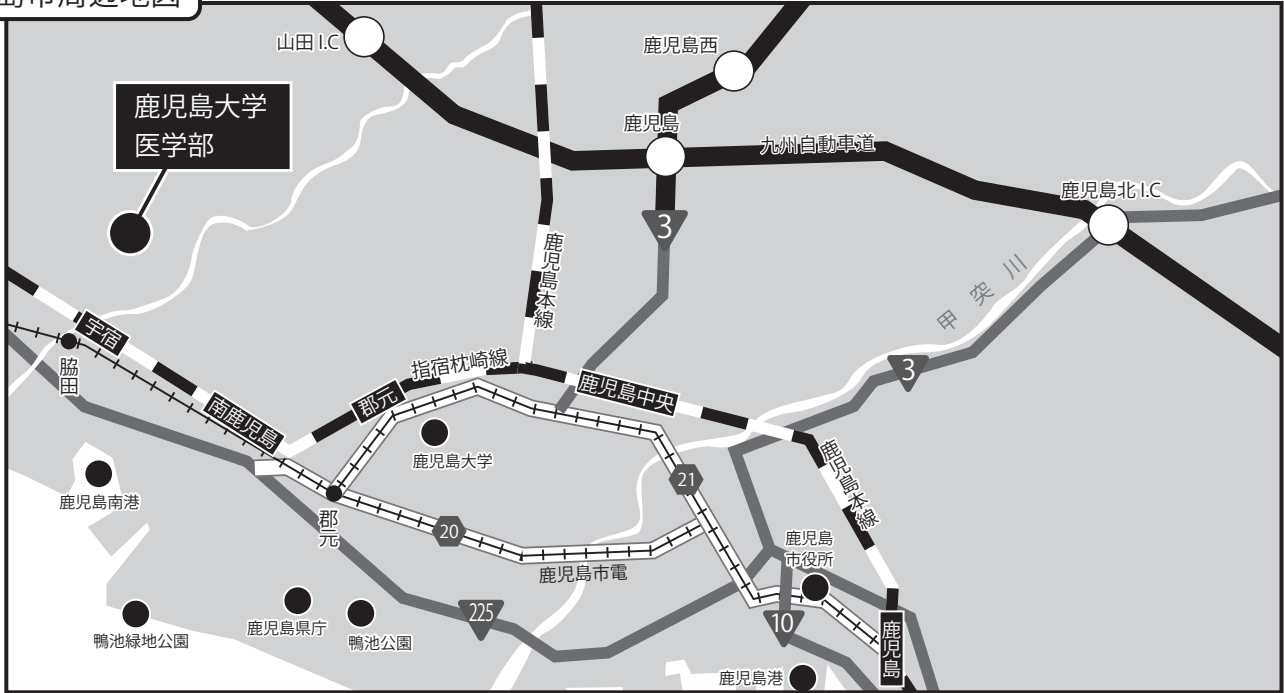 島市周辺地図
山田 I.C
鹿児島西
鹿児島大学
医学部
鹿児島
九州自動車道
鹿児島北 I.C
3
鹿児島本線
甲突川
宇宿
脇田
指宿枕崎線
3
鹿児島中央
郡元
南鹿児島
鹿児島大学
鹿児島本線
鹿児島南港
21
郡元
20
鹿児島市電
鹿児島
市役所
225
10
鴨池緑地公園
鹿児島県庁
鴨池公園
鹿児島
鹿児島港